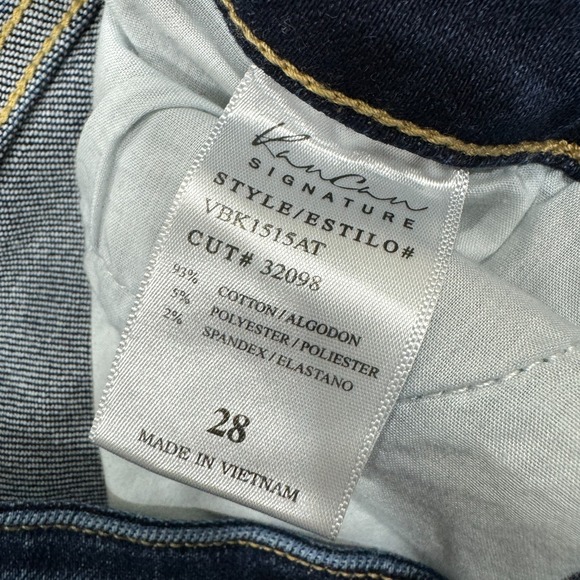 KanCan
SIGNATURE
STYLE/ESTILO#
VBK1515AT
CUT# 32098
93% COTTON/ALGODON
5% POLYESTER/POLIESTER
2% SPANDEX/ELASTANO
28
MADE IN VIETNAM